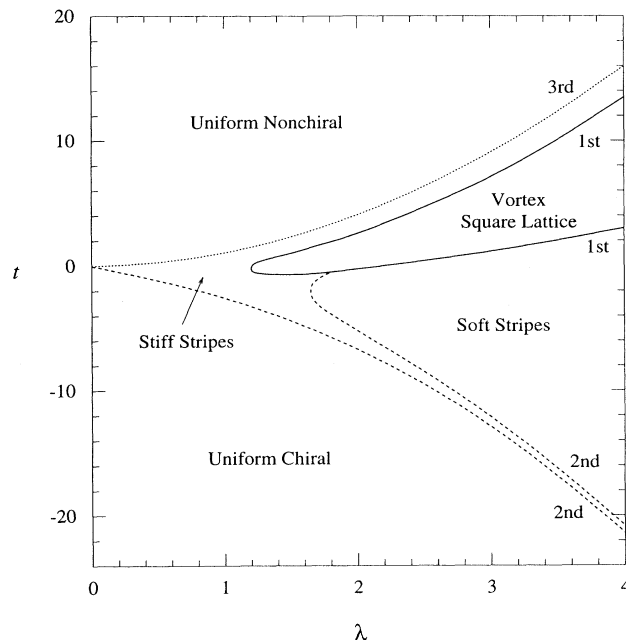 20
3rd
Uniform Nonchiral
10
1st
Vortex
Square Lattice
1st
t
0
Stiff Stripes
Soft Stripes
-10
Uniform Chiral
2nd
2nd
-20
0
1
2
3
4
λ